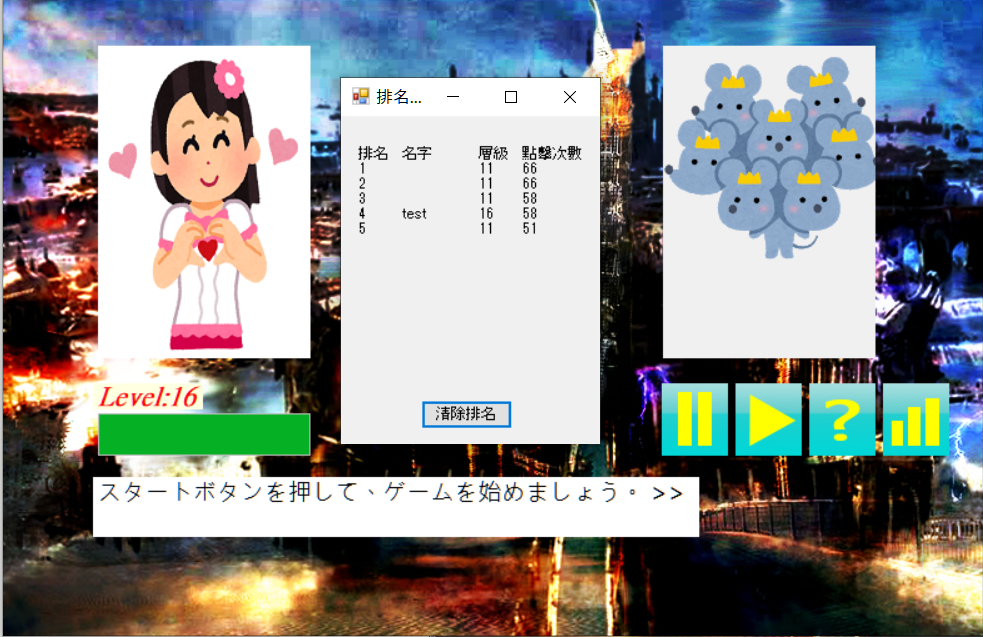 排名...
排名 名字 層級 點擊次數
1 11 66
2 11 66
3 11 58
4 test 16 58
5 11 51
清除排名
Level:16
?
スタートボタンを押して、ゲームを始めましょう。 >>